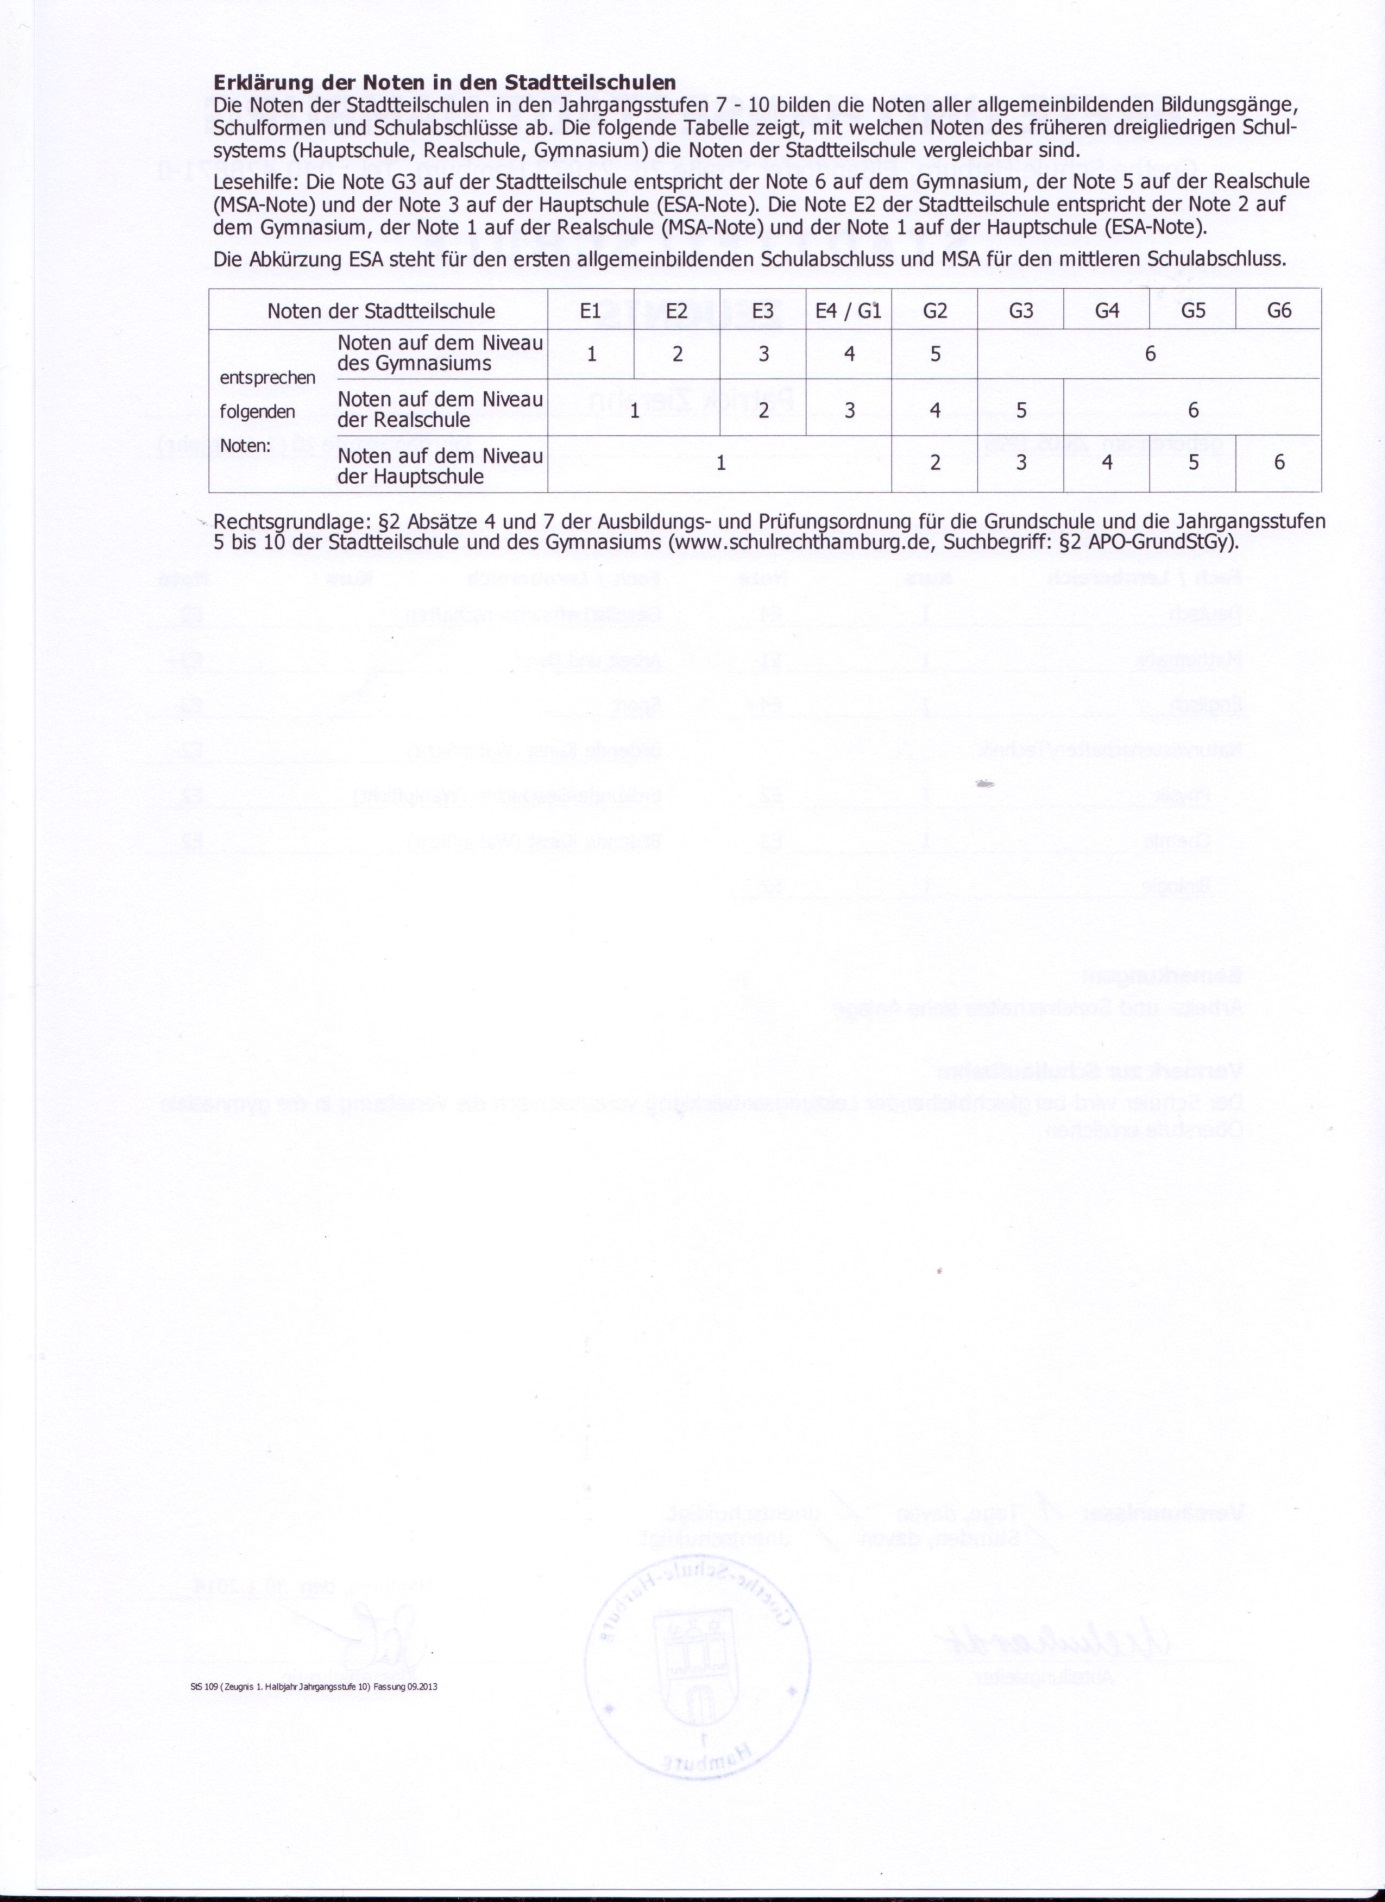 Erklärung der Noten in den Stadtteilschulen
Die Noten der Stadtteilschulen in den Jahrgangsstufen 7 - 10 bilden die Noten aller allgemeinbildenden Bildungsgänge,
Schulformen und Schulabschlüsse ab. Die folgende Tabelle zeigt, mit welchen Noten des früheren dreigliedrigen Schul-
systems (Hauptschule, Realschule, Gymnasium) die Noten der Stadtteilschule vergleichbar sind.
Lesehilfe: Die Note G3 auf der Stadtteilschule entspricht der Note 6 auf dem Gymnasium, der Note 5 auf der Realschule
(MSA-Note) und der Note 3 auf der Hauptschule (ESA-Note). Die Note E2 der Stadtteilschule entspricht der Note 2 auf
dem Gymnasium, der Note 1 auf der Realschule (MSA-Note) und der Note 1 auf der Hauptschule (ESA-Note).
Die Abkürzung ESA steht für den ersten allgemeinbildenden Schulabschluss und MSA für den mittleren Schulabschluss.
Noten der Stadtteilschule E1 E2 E3 E4 / G1 G2 G3 G4 G5 G6
entsprechen
folgenden
Noten:
Noten auf dem Niveau
des Gymnasiums 1 2 3 4 5 6
Noten auf dem Niveau
der Realschule 1 2 3 4 5 6
Noten auf dem Niveau
der Hauptschule 1 2 3 4 5 6
Rechtsgrundlage: §2 Absätze 4 und 7 der Ausbildungs- und Prüfungsordnung für die Grundschule und die Jahrgangsstufen
5 bis 10 der Stadtteilschule und des Gymnasiums (www.schulrechthamburg.de, Suchbegriff: §2 APO-GrundStGy).
Goethe-Schule-Harburg
1
Hamburg
StS 109 (Zeugnis 1. Halbjahr Jahrgangsstufe 10) Fassung 09.2013